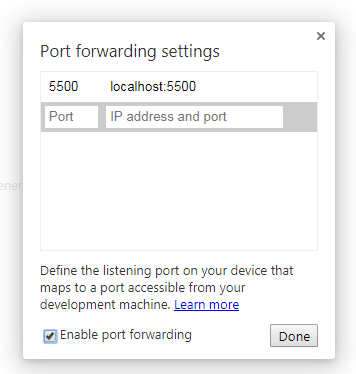 Port forwarding settings
5500 localhost:5500
Port IP address and port
Define the listening port on your device that
maps to a port accessible from your
development machine. Learn more
Enable port forwarding Done